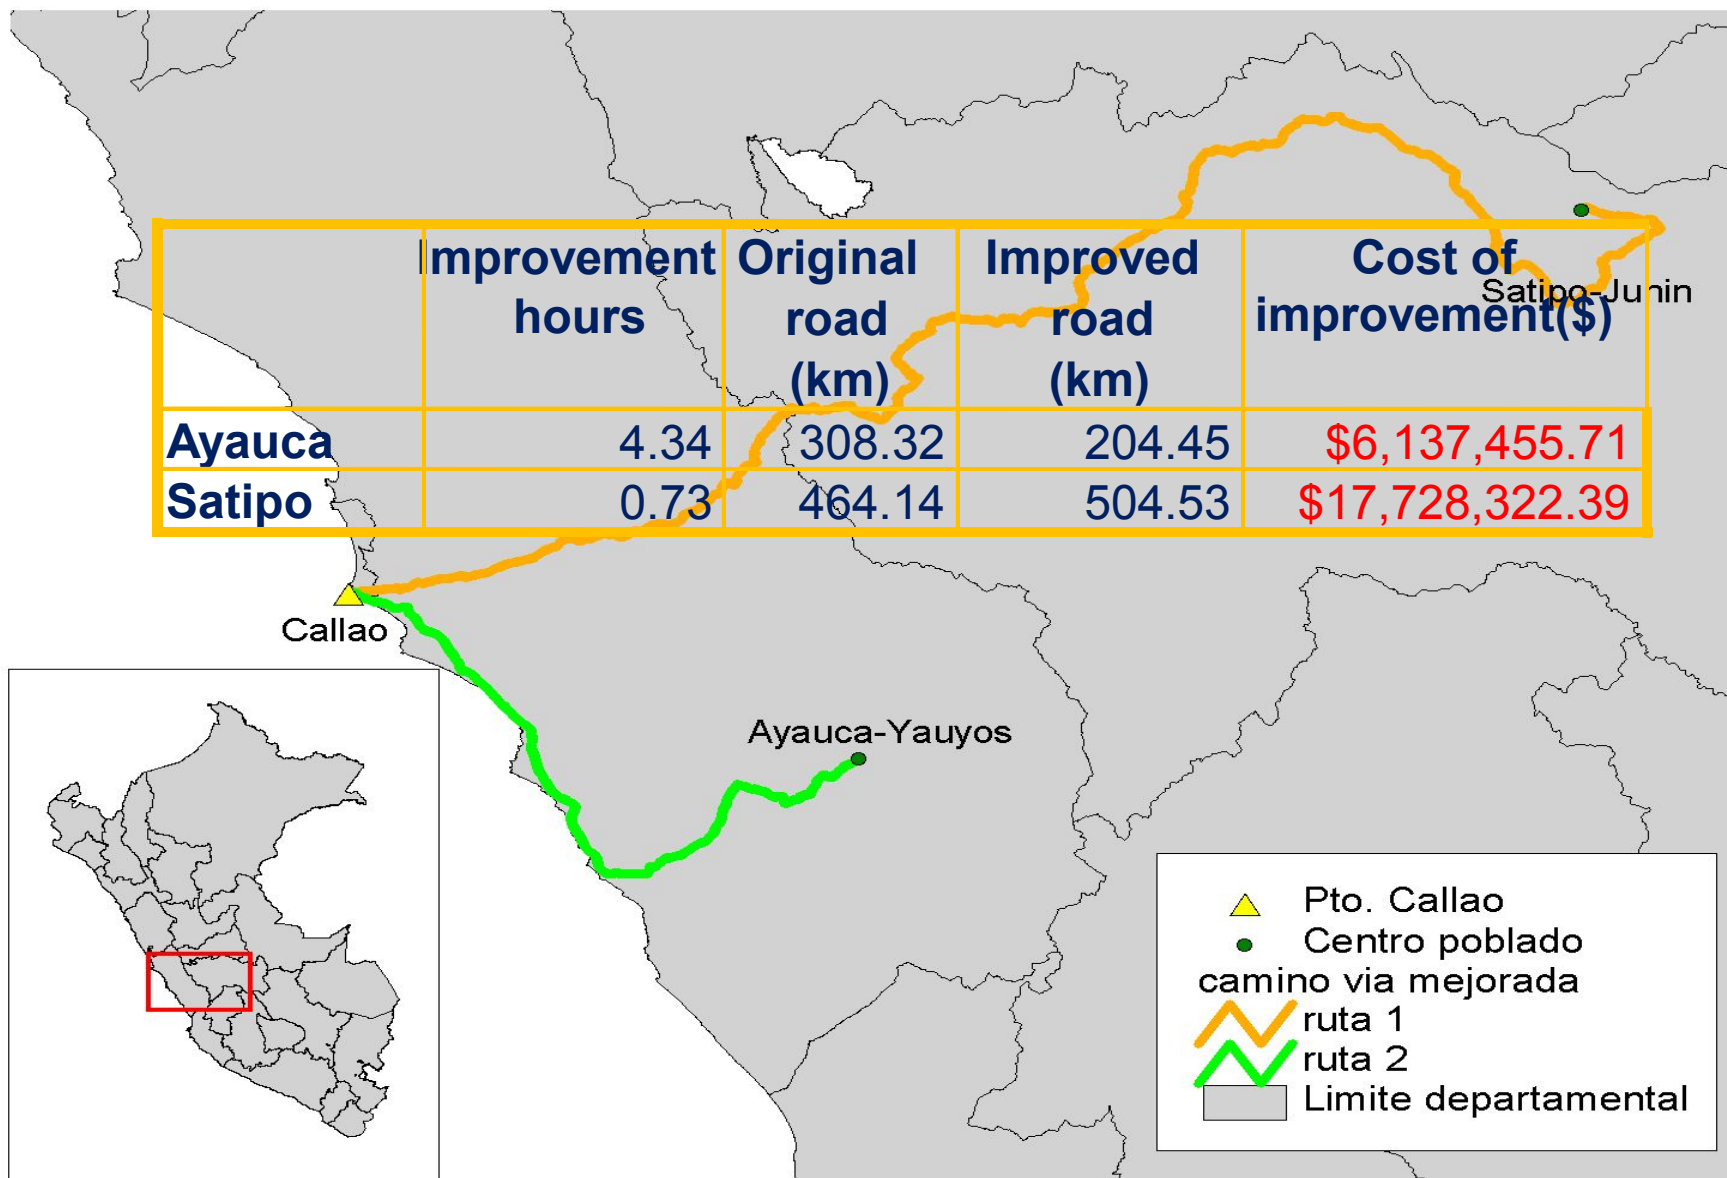 Improvement hours
Original road (km)
Improved road (km)
Cost of improvement($)
Ayauca 4.34 308.32 204.45 $6,137,455.71
Satipo 0.73 464.14 504.53 $17,728,322.39
Satipo-Junin
Callao
Ayauca-Yauyos
Pto. Callao
Centro poblado
camino via mejorada
ruta 1
ruta 2
Limite departamental